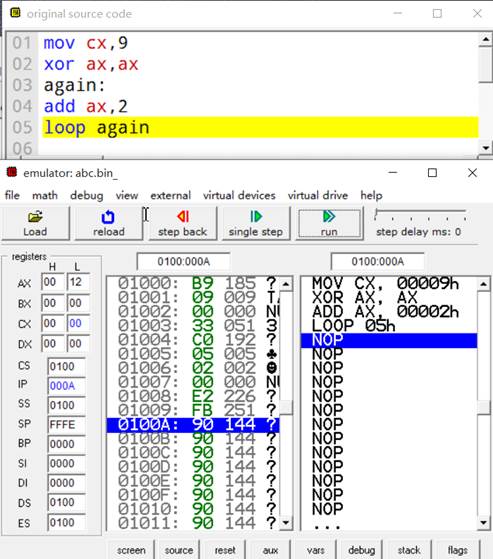 original source code
01 mov cx,9
02 xor ax,ax
03 again:
04 add ax,2
05 loop again
06
emulator: abc.bin_
file math debug view external virtual devices virtual drive help
Load reload step back single step run step delay ms: 0
registers 0100:000A 0100:000A
H L
AX 00 12
BX 00 00
CX 00 00
DX 00 00
CS 0100
IP 000A
SS 0100
SP FFFE
BP 0000
SI 0000
DI 0000
DS 0100
ES 0100
01000: B9 185 ?
01001: 09 009 TA
01002: 00 000 NU
01003: 33 051 3
01004: C0 192 ?
01005: 05 005 ♣
01006: 02 002 ☻
01007: 00 000 NU
01008: E2 226 ?
01009: FB 251 ?
0100A: 90 144 ?
0100B: 90 144 ?
0100C: 90 144 ?
0100D: 90 144 ?
0100E: 90 144 ?
0100F: 90 144 ?
01010: 90 144 ?
01011: 90 144 ?
MOV CX, 00009h
XOR AX, AX
ADD AX, 00002h
LOOP 05h
NOP
NOP
NOP
NOP
NOP
NOP
NOP
NOP
NOP
NOP
NOP
NOP
NOP
...
screen source reset aux vars debug stack flags